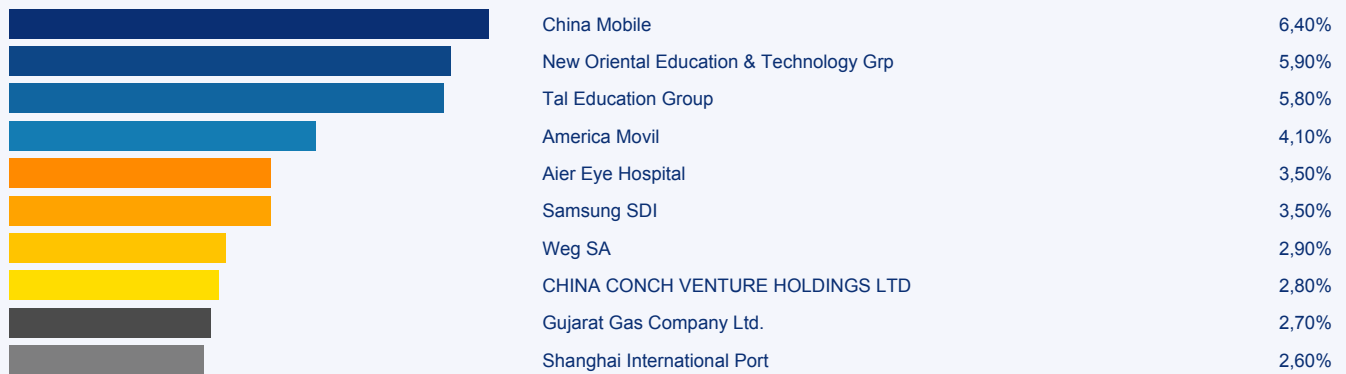 China Mobile 6,40%
New Oriental Education & Technology Grp 5,90%
Tal Education Group 5,80%
America Movil 4,10%
Aier Eye Hospital 3,50%
Samsung SDI 3,50%
Weg SA 2,90%
CHINA CONCH VENTURE HOLDINGS LTD 2,80%
Gujarat Gas Company Ltd. 2,70%
Shanghai International Port 2,60%